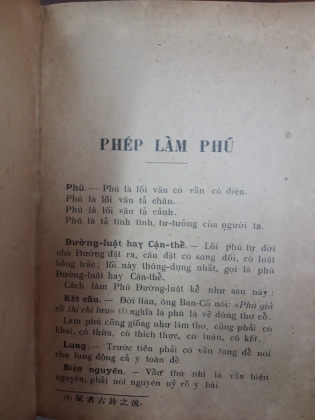 PHÉP LÀM PHÚ
Phú.— Phú là lối văn có vần có điệu.
Phú là lối văn tả chân.
Phú là lối văn tả cảnh.
Phú là tả tình tình, tư-tưởng của người ta.
Đường-luật hay Cận-thể. — Lối phú tự đời
nhà Đường đặt ra, câu đặt có song đối, có luật
bằng trắc; lối này thông-dụng nhất, gọi là phú
Đường-luật hay Cận-thể.
Cách làm Phú Đường-luật kể như sau này :
Kết cấu. — Đời Hán, ông Ban-Cố nói: «Phú giả
cổ thi chi lưu» (1) nghĩa là phú là về dòng thơ cổ.
Làm phú cũng giống như làm thơ, cũng phải có
khai, có thừa, có thích thực, có luận, có kết.
Lung. — Trước tiên phải có vần lung để nói
cho lung động cả ý toàn đề
Biện nguyên. — Vần thứ nhì là vần biện
nguyên, phải nói nguyên uỷ rõ ý bài.
(1) 賦者古詩之流